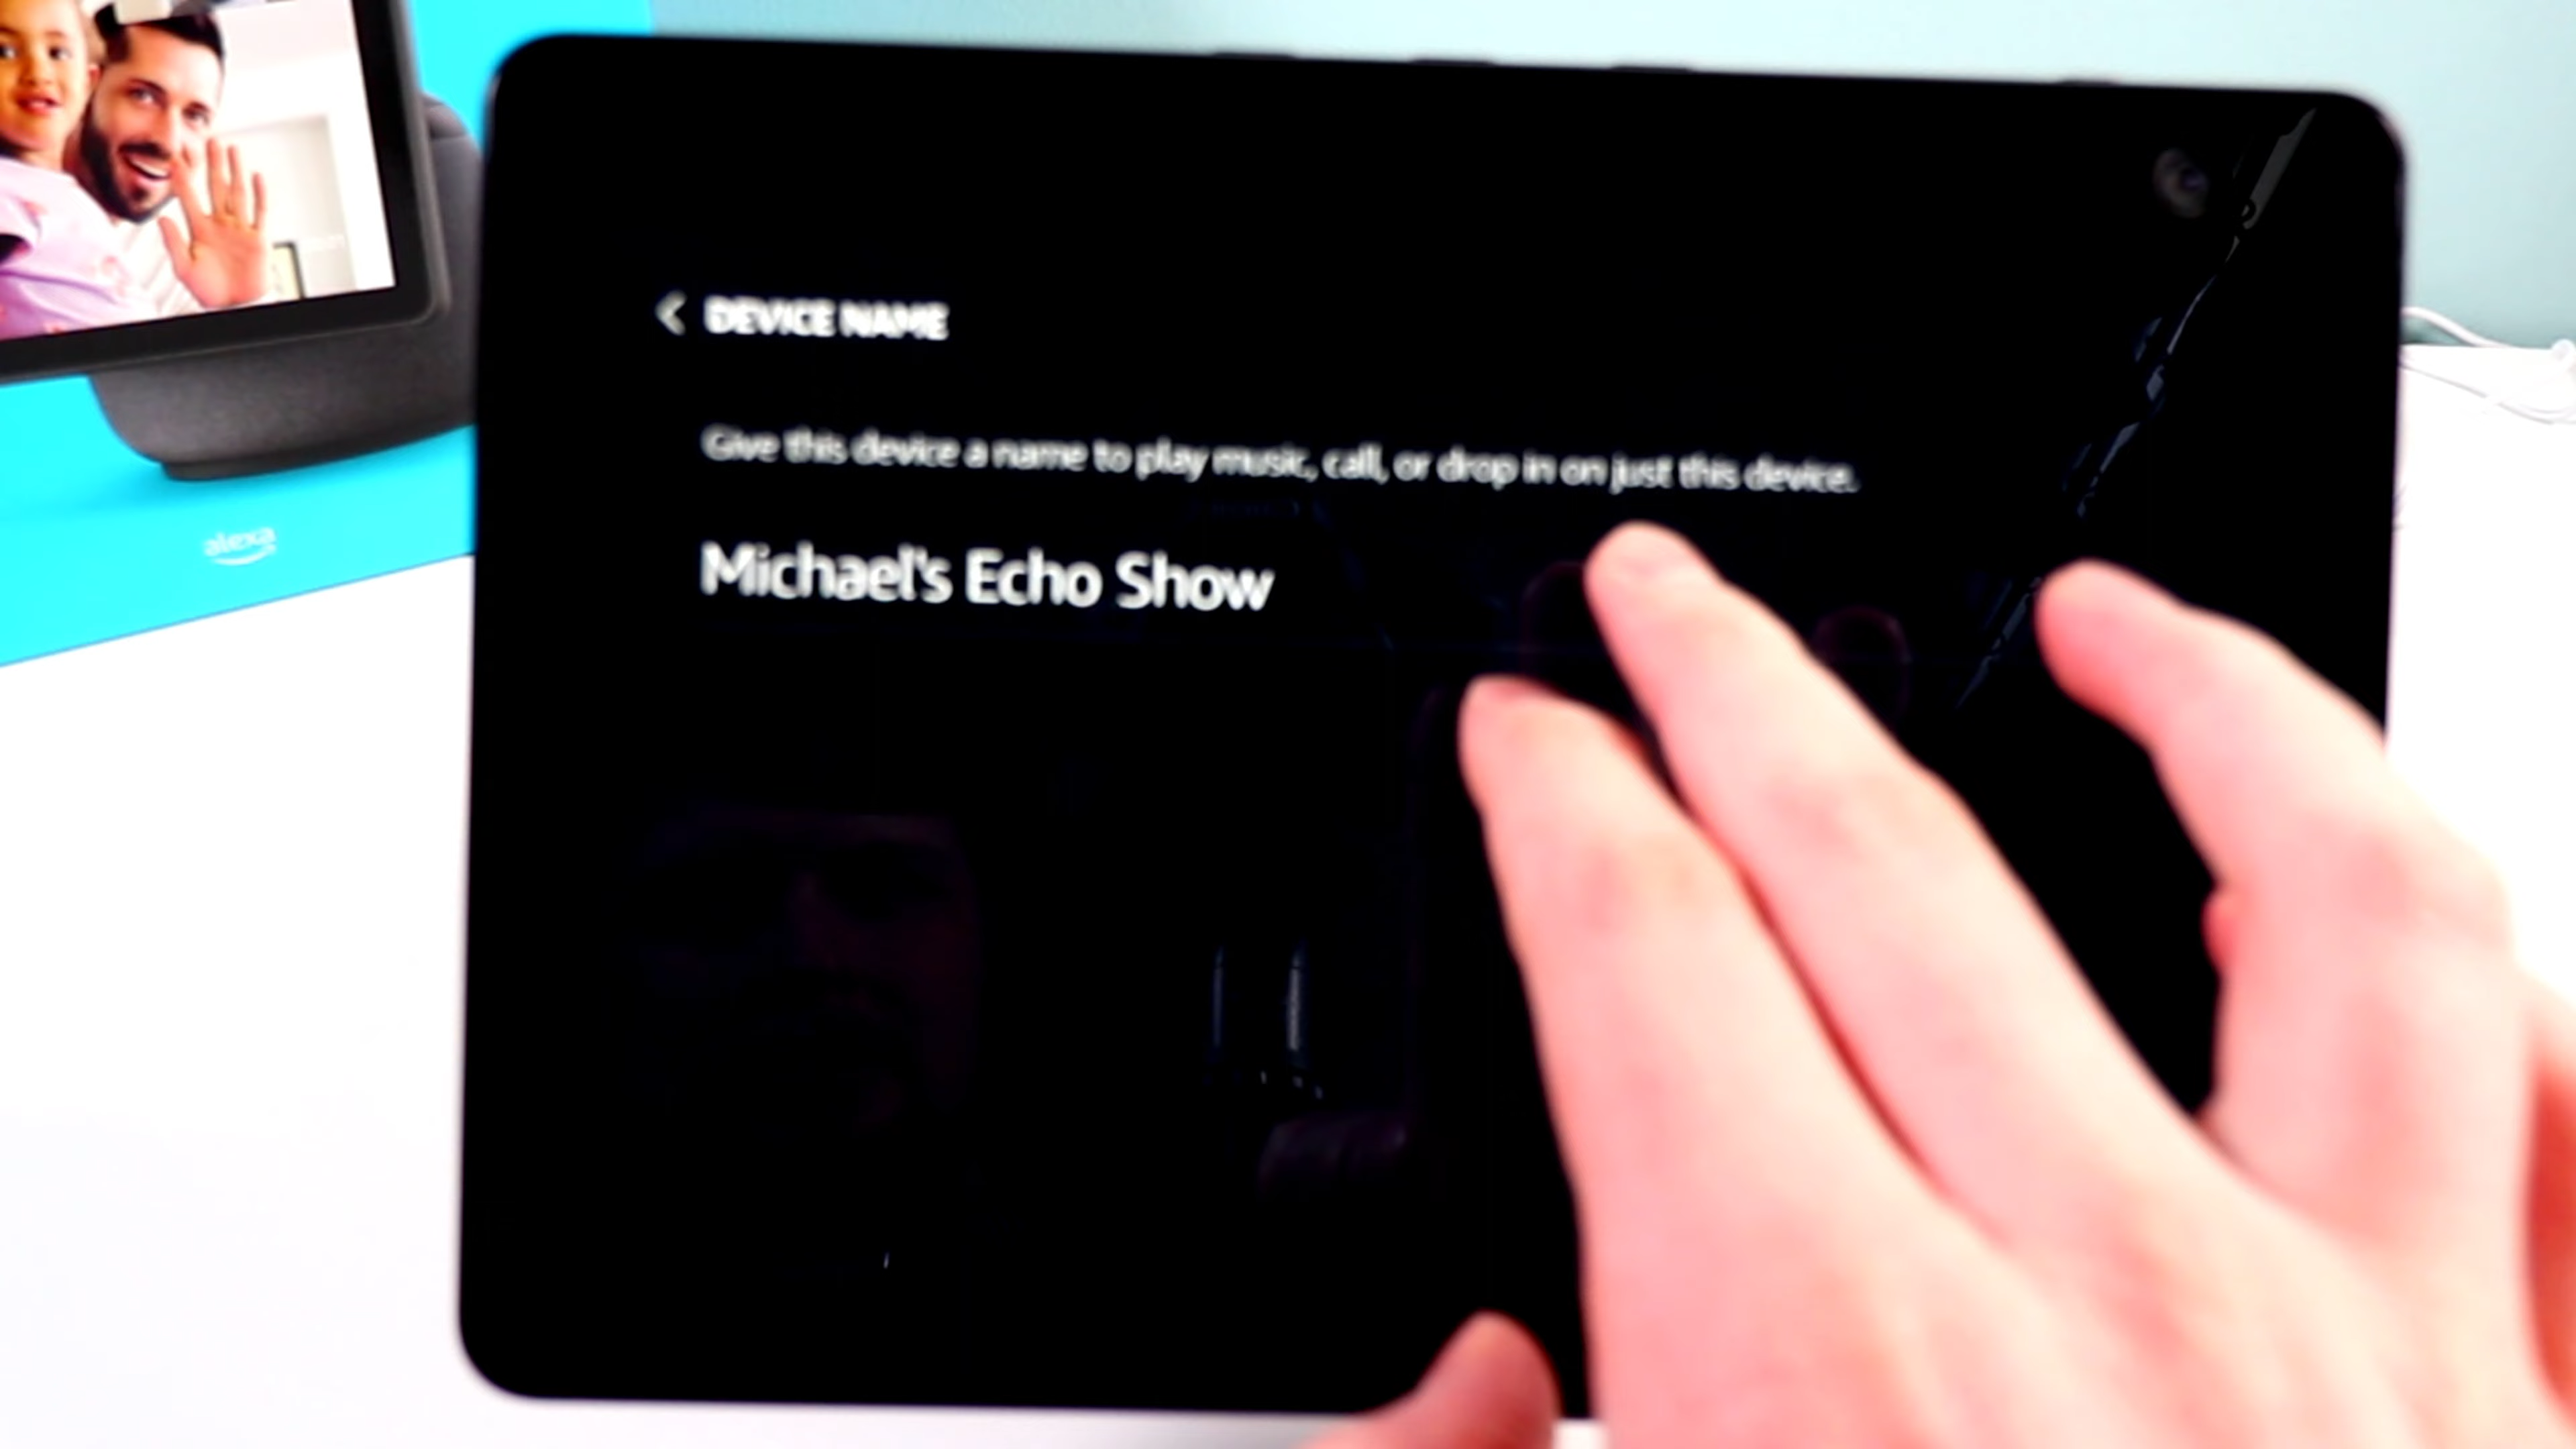 DEVICE NAME
Give this device a name to play music, call, or drop in on just this device.
Michael's Echo Show
alexa